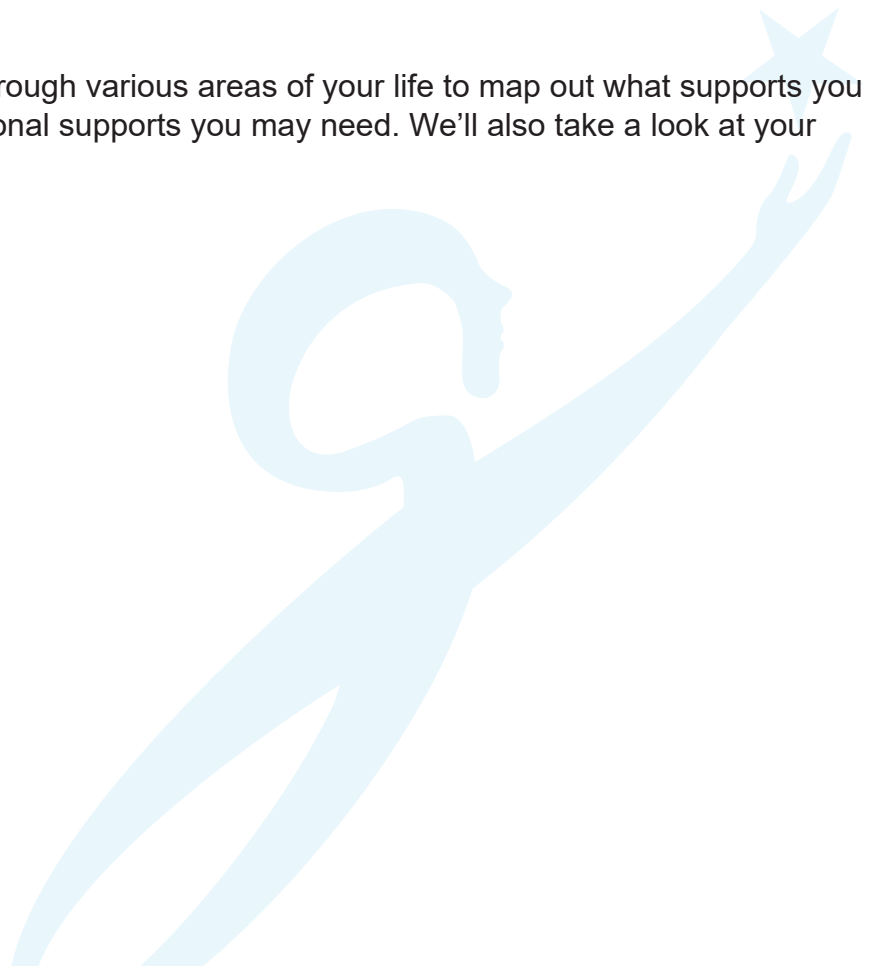 rough various areas of your life to map out what supports you
onal supports you may need. We’ll also take a look at your